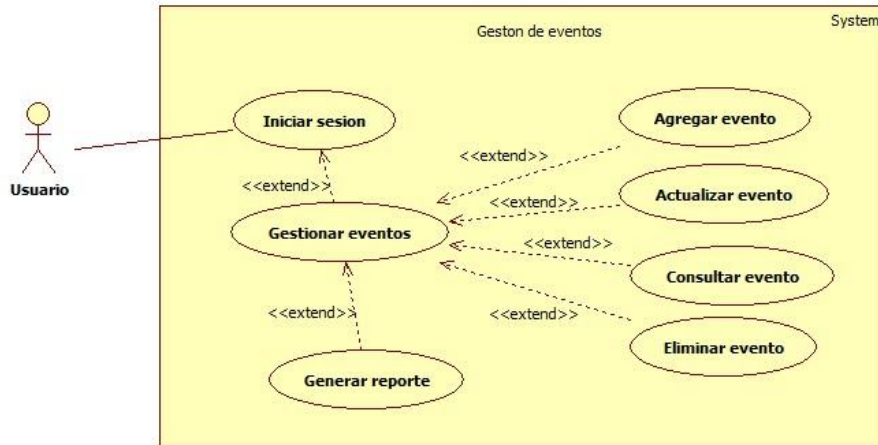 System
Geston de eventos
Iniciar sesion
Agregar evento
<<extend>>
Usuario
<<extend>>
Actualizar evento
<<extend>>
Gestionar eventos
<<extend>>
Consultar evento
<<extend>>
<<extend>>
Eliminar evento
Generar reporte